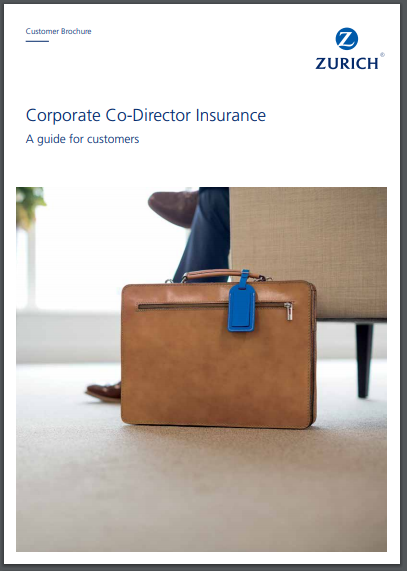 Customer Brochure
ZURICH®
Corporate Co-Director Insurance
A guide for customers